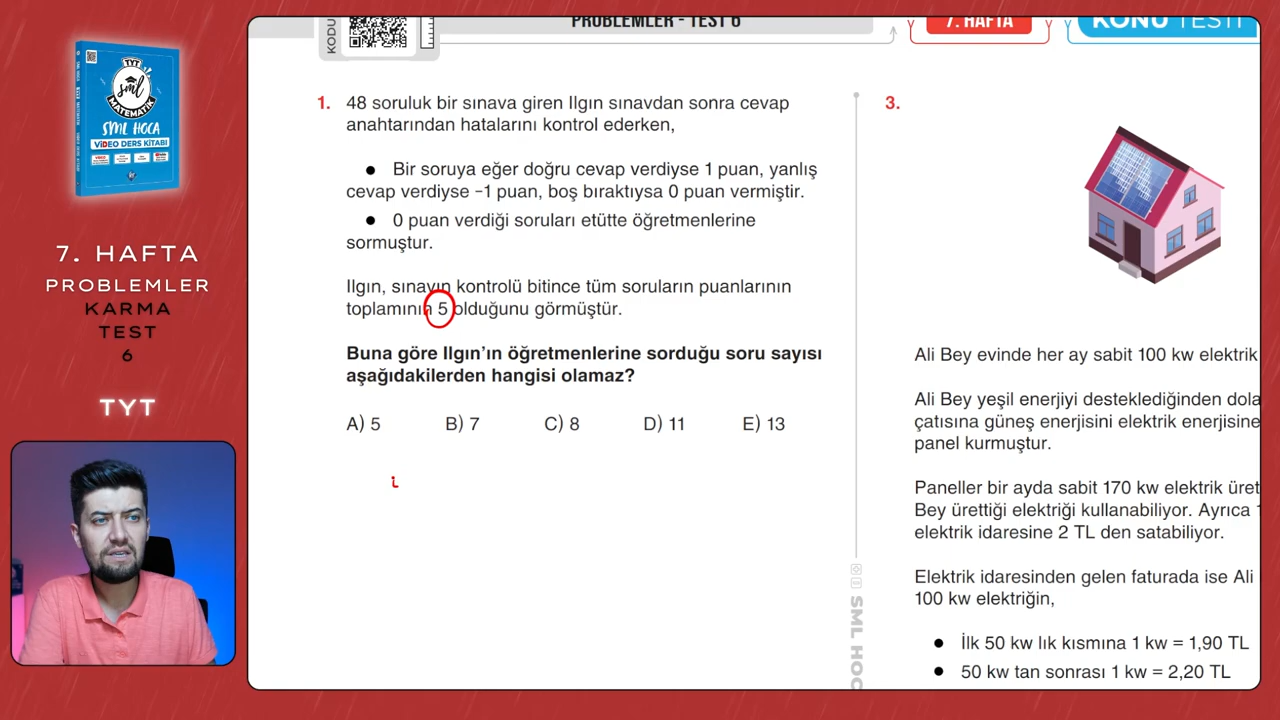 TYT
sml
MATEMATİK
SML HOCA
VİDEO DERS KİTABI
7. HAFTA
PROBLEMLER
KARMA
TEST
6
TYT
KODU
PROBLEMLER - TEST 6
7. HAFTA
KONU TESTİ
1. 48 soruluk bir sınava giren Ilgın sınavdan sonra cevap
anahtarından hatalarını kontrol ederken,
● Bir soruya eğer doğru cevap verdiyse 1 puan, yanlış
cevap verdiyse −1 puan, boş bıraktıysa 0 puan vermiştir.
● 0 puan verdiği soruları etütte öğretmenlerine
sormuştur.
Ilgın, sınavın kontrolü bitince tüm soruların puanlarının
toplamının 5 olduğunu görmüştür.
Buna göre Ilgın'ın öğretmenlerine sorduğu soru sayısı
aşağıdakilerden hangisi olamaz?
A) 5 B) 7 C) 8 D) 11 E) 13
SML HOC
3.
Ali Bey evinde her ay sabit 100 kw elektrik
Ali Bey yeşil enerjiyi desteklediğinden dola
çatısına güneş enerjisini elektrik enerjisine
panel kurmuştur.
Paneller bir ayda sabit 170 kw elektrik üret
Bey ürettiği elektriği kullanabiliyor. Ayrıca 1
elektrik idaresine 2 TL den satabiliyor.
Elektrik idaresinden gelen faturada ise Ali
100 kw elektriğin,
● İlk 50 kw lık kısmına 1 kw = 1,90 TL
● 50 kw tan sonrası 1 kw = 2,20 TL